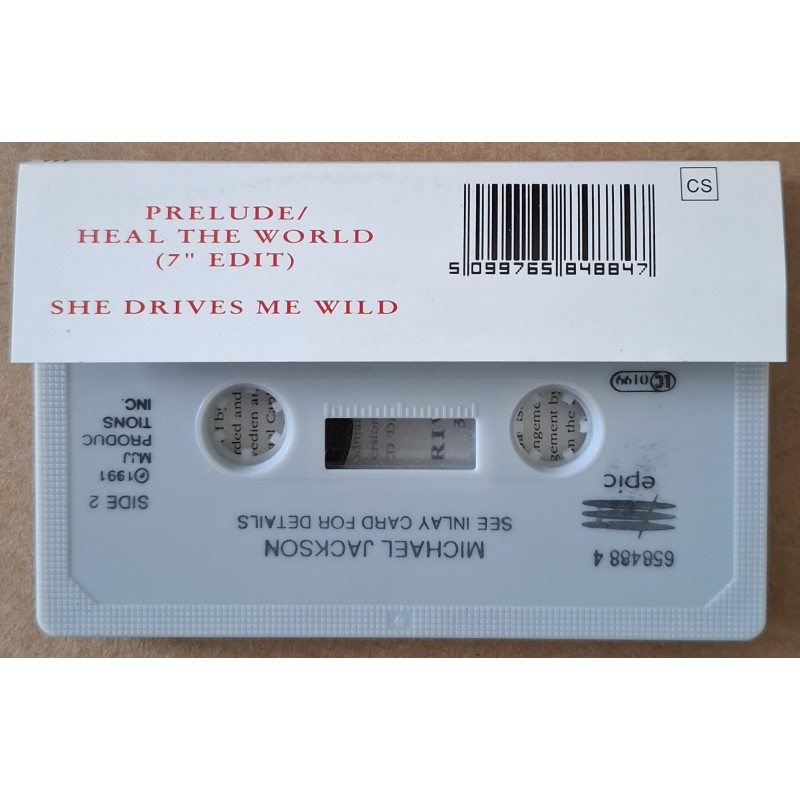 PRELUDE/
HEAL THE WORLD
(7" EDIT)
SHE DRIVES ME WILD
5 099765 848847
CS
LC 0199
epic
658488 4
MICHAEL JACKSON
SEE INLAY CARD FOR DETAILS
SIDE 2
℗1991
MJJ
PRODUC
TIONS
INC.